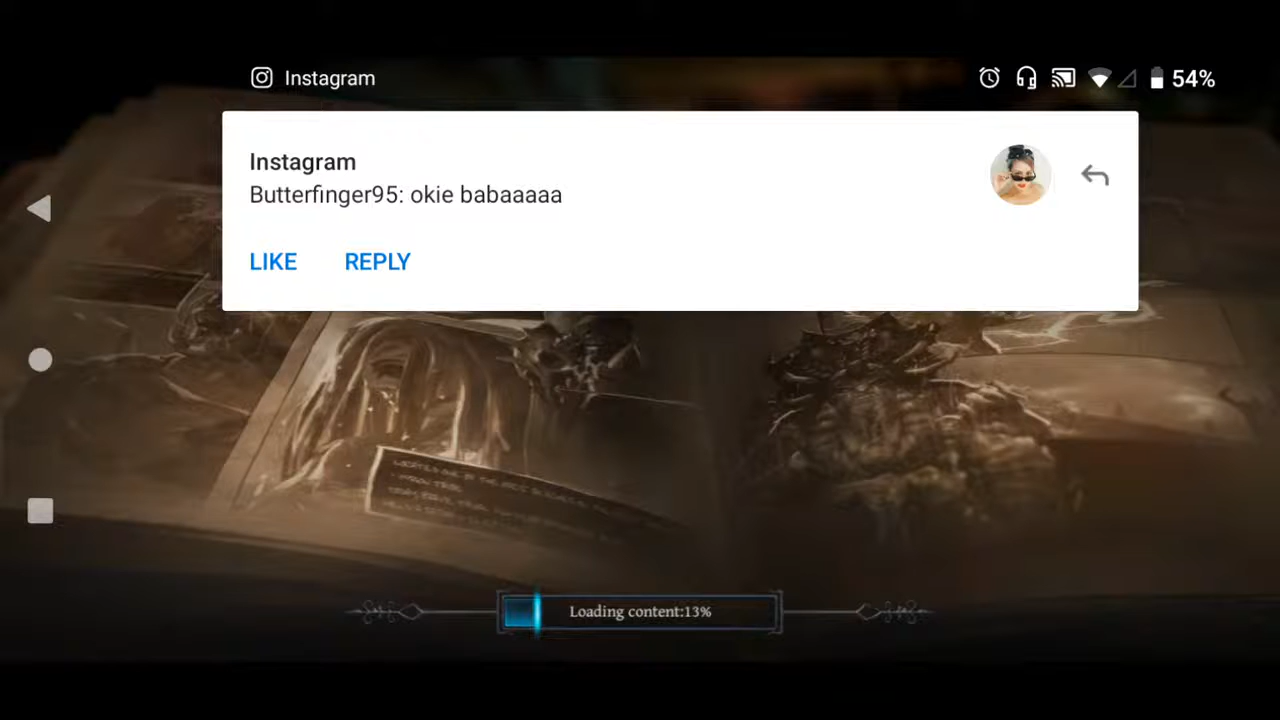 Instagram
54%
Instagram
Butterfinger95: okie babaaaaa
LIKE REPLY
Loading content:13%